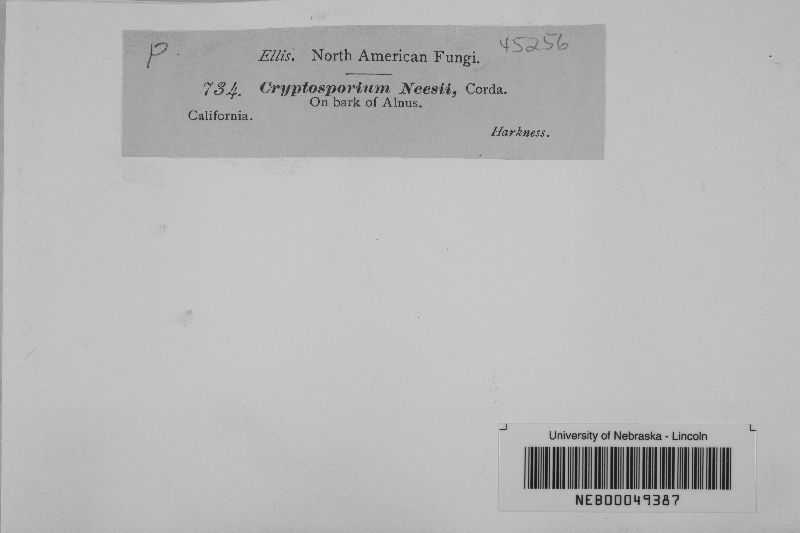 p.
45256
Ellis. North American Fungi.
734. Cryptosporium Neesii, Corda.
On bark of Alnus.
California.
Harkness.
University of Nebraska - Lincoln
NEB00049387